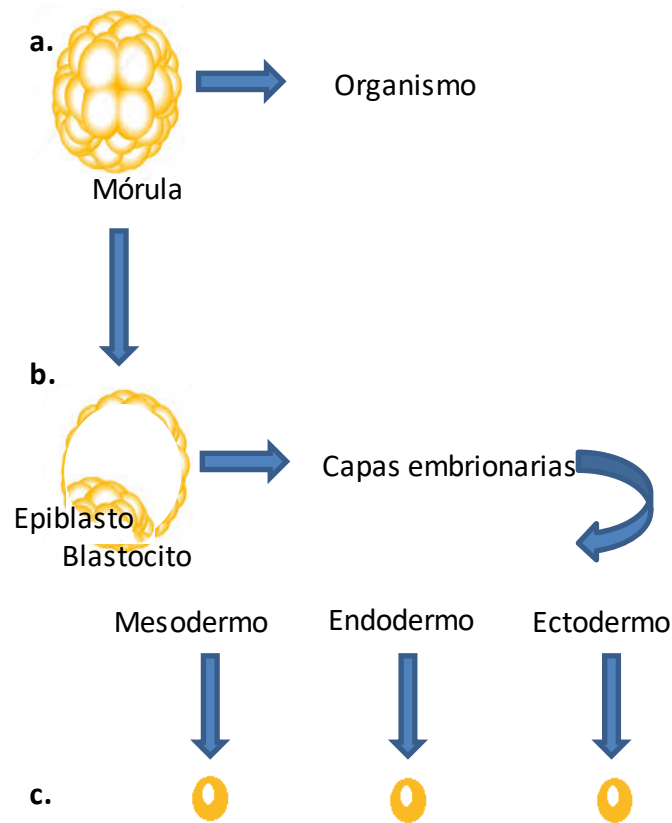 a.
Organismo
Mórula
b.
Capas embrionarias
Epiblasto
Blastocito
Mesodermo Endodermo Ectodermo
c.